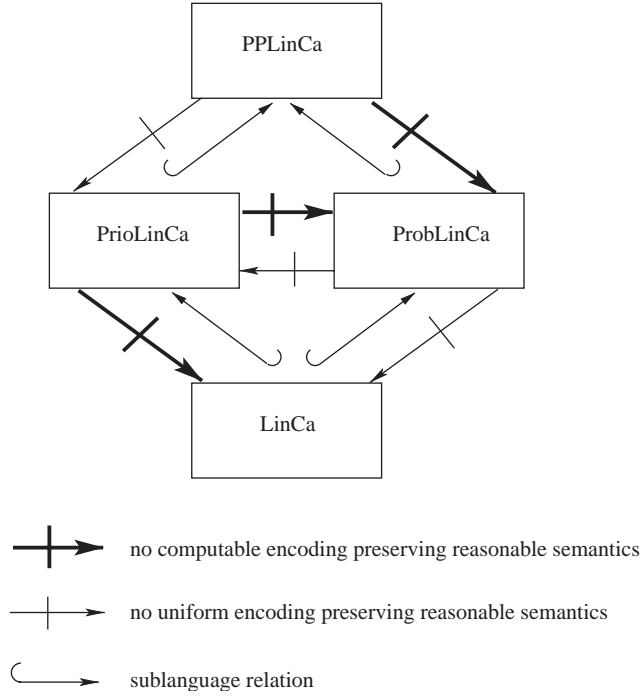 PPLinCa
PrioLinCa
ProbLinCa
LinCa
no computable encoding preserving reasonable semantics
no uniform encoding preserving reasonable semantics
sublanguage relation